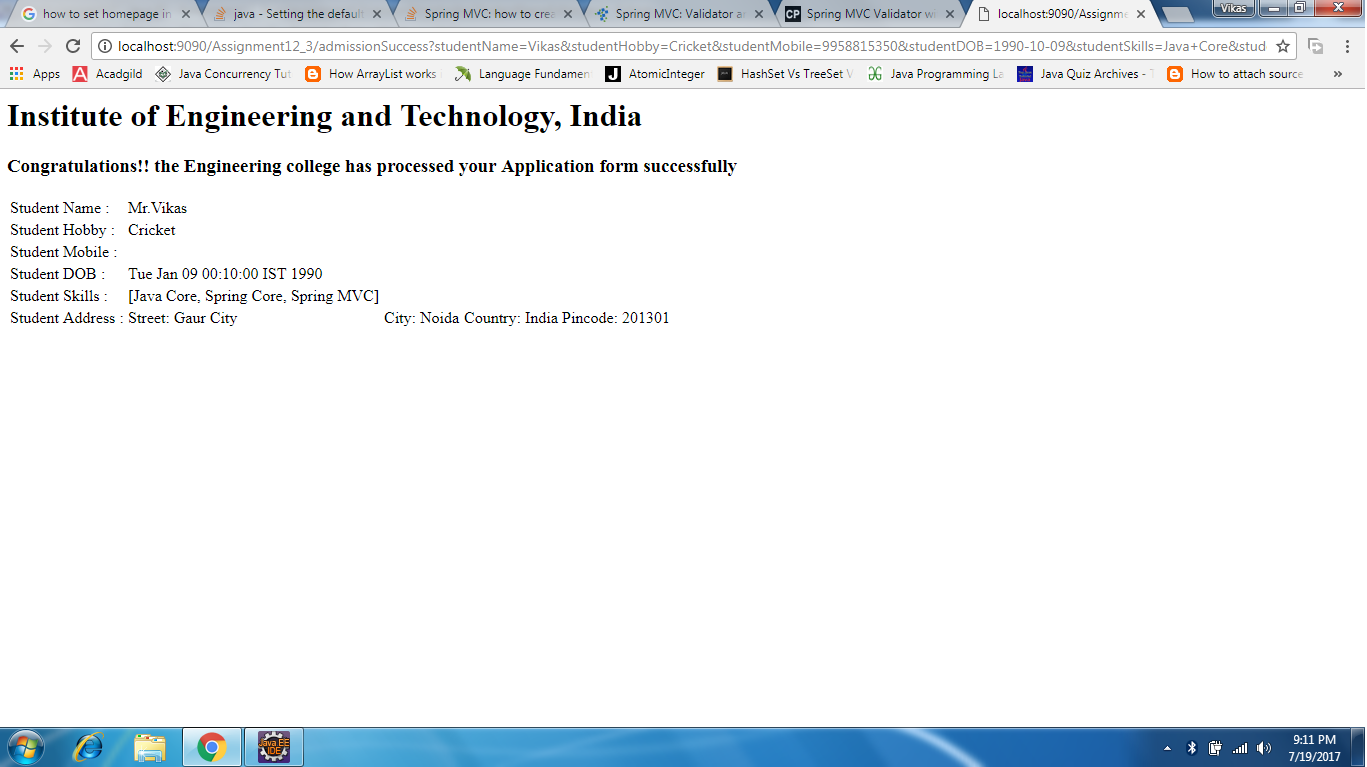 how to set homepage in
java - Setting the default
Spring MVC: how to crea
Spring MVC: Validator a
CP Spring MVC Validator wi
localhost:9090/Assignme
Vikas
localhost:9090/Assignment12_3/admissionSuccess?studentName=Vikas&studentHobby=Cricket&studentMobile=9958815350&studentDOB=1990-10-09&studentSkills=Java+Core&stud
Apps
Acadgild
Java Concurrency Tut
How ArrayList works
Language Fundamen
AtomicInteger
HashSet Vs TreeSet V
Java Programming La
Java Quiz Archives - T
How to attach source
»
Institute of Engineering and Technology, India
Congratulations!! the Engineering college has processed your Application form successfully
Student Name : Mr.Vikas
Student Hobby : Cricket
Student Mobile :
Student DOB : Tue Jan 09 00:10:00 IST 1990
Student Skills : [Java Core, Spring Core, Spring MVC]
Student Address : Street: Gaur City City: Noida Country: India Pincode: 201301
Java EE
IDE
9:11 PM
7/19/2017